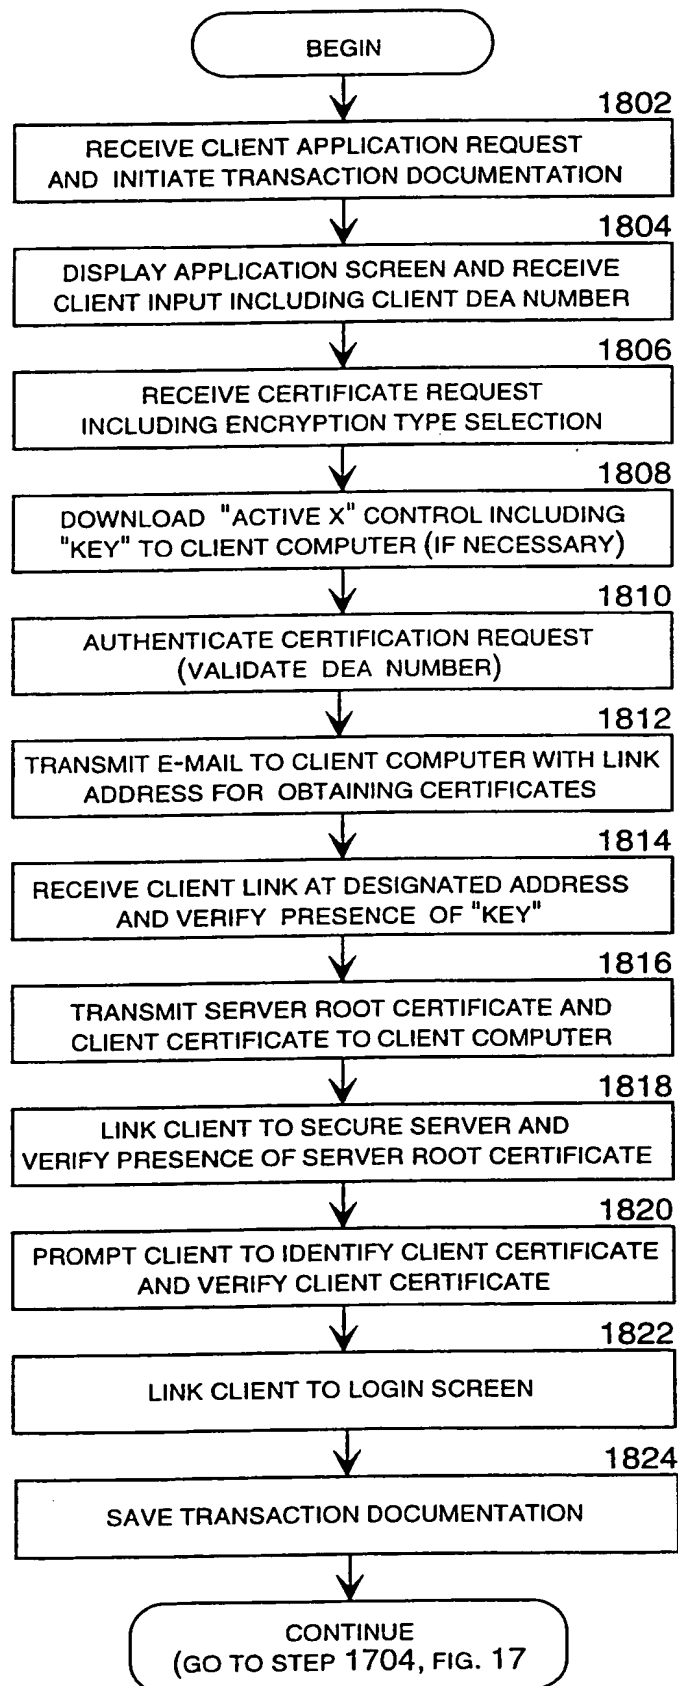 BEGIN
1802
RECEIVE CLIENT APPLICATION REQUEST
AND INITIATE TRANSACTION DOCUMENTATION
1804
DISPLAY APPLICATION SCREEN AND RECEIVE
CLIENT INPUT INCLUDING CLIENT DEA NUMBER
1806
RECEIVE CERTIFICATE REQUEST
INCLUDING ENCRYPTION TYPE SELECTION
1808
DOWNLOAD "ACTIVE X" CONTROL INCLUDING
"KEY" TO CLIENT COMPUTER (IF NECESSARY)
1810
AUTHENTICATE CERTIFICATION REQUEST
(VALIDATE DEA NUMBER)
1812
TRANSMIT E-MAIL TO CLIENT COMPUTER WITH LINK
ADDRESS FOR OBTAINING CERTIFICATES
1814
RECEIVE CLIENT LINK AT DESIGNATED ADDRESS
AND VERIFY PRESENCE OF "KEY"
1816
TRANSMIT SERVER ROOT CERTIFICATE AND
CLIENT CERTIFICATE TO CLIENT COMPUTER
1818
LINK CLIENT TO SECURE SERVER AND
VERIFY PRESENCE OF SERVER ROOT CERTIFICATE
1820
PROMPT CLIENT TO IDENTIFY CLIENT CERTIFICATE
AND VERIFY CLIENT CERTIFICATE
1822
LINK CLIENT TO LOGIN SCREEN
1824
SAVE TRANSACTION DOCUMENTATION
CONTINUE
(GO TO STEP 1704, FIG. 17